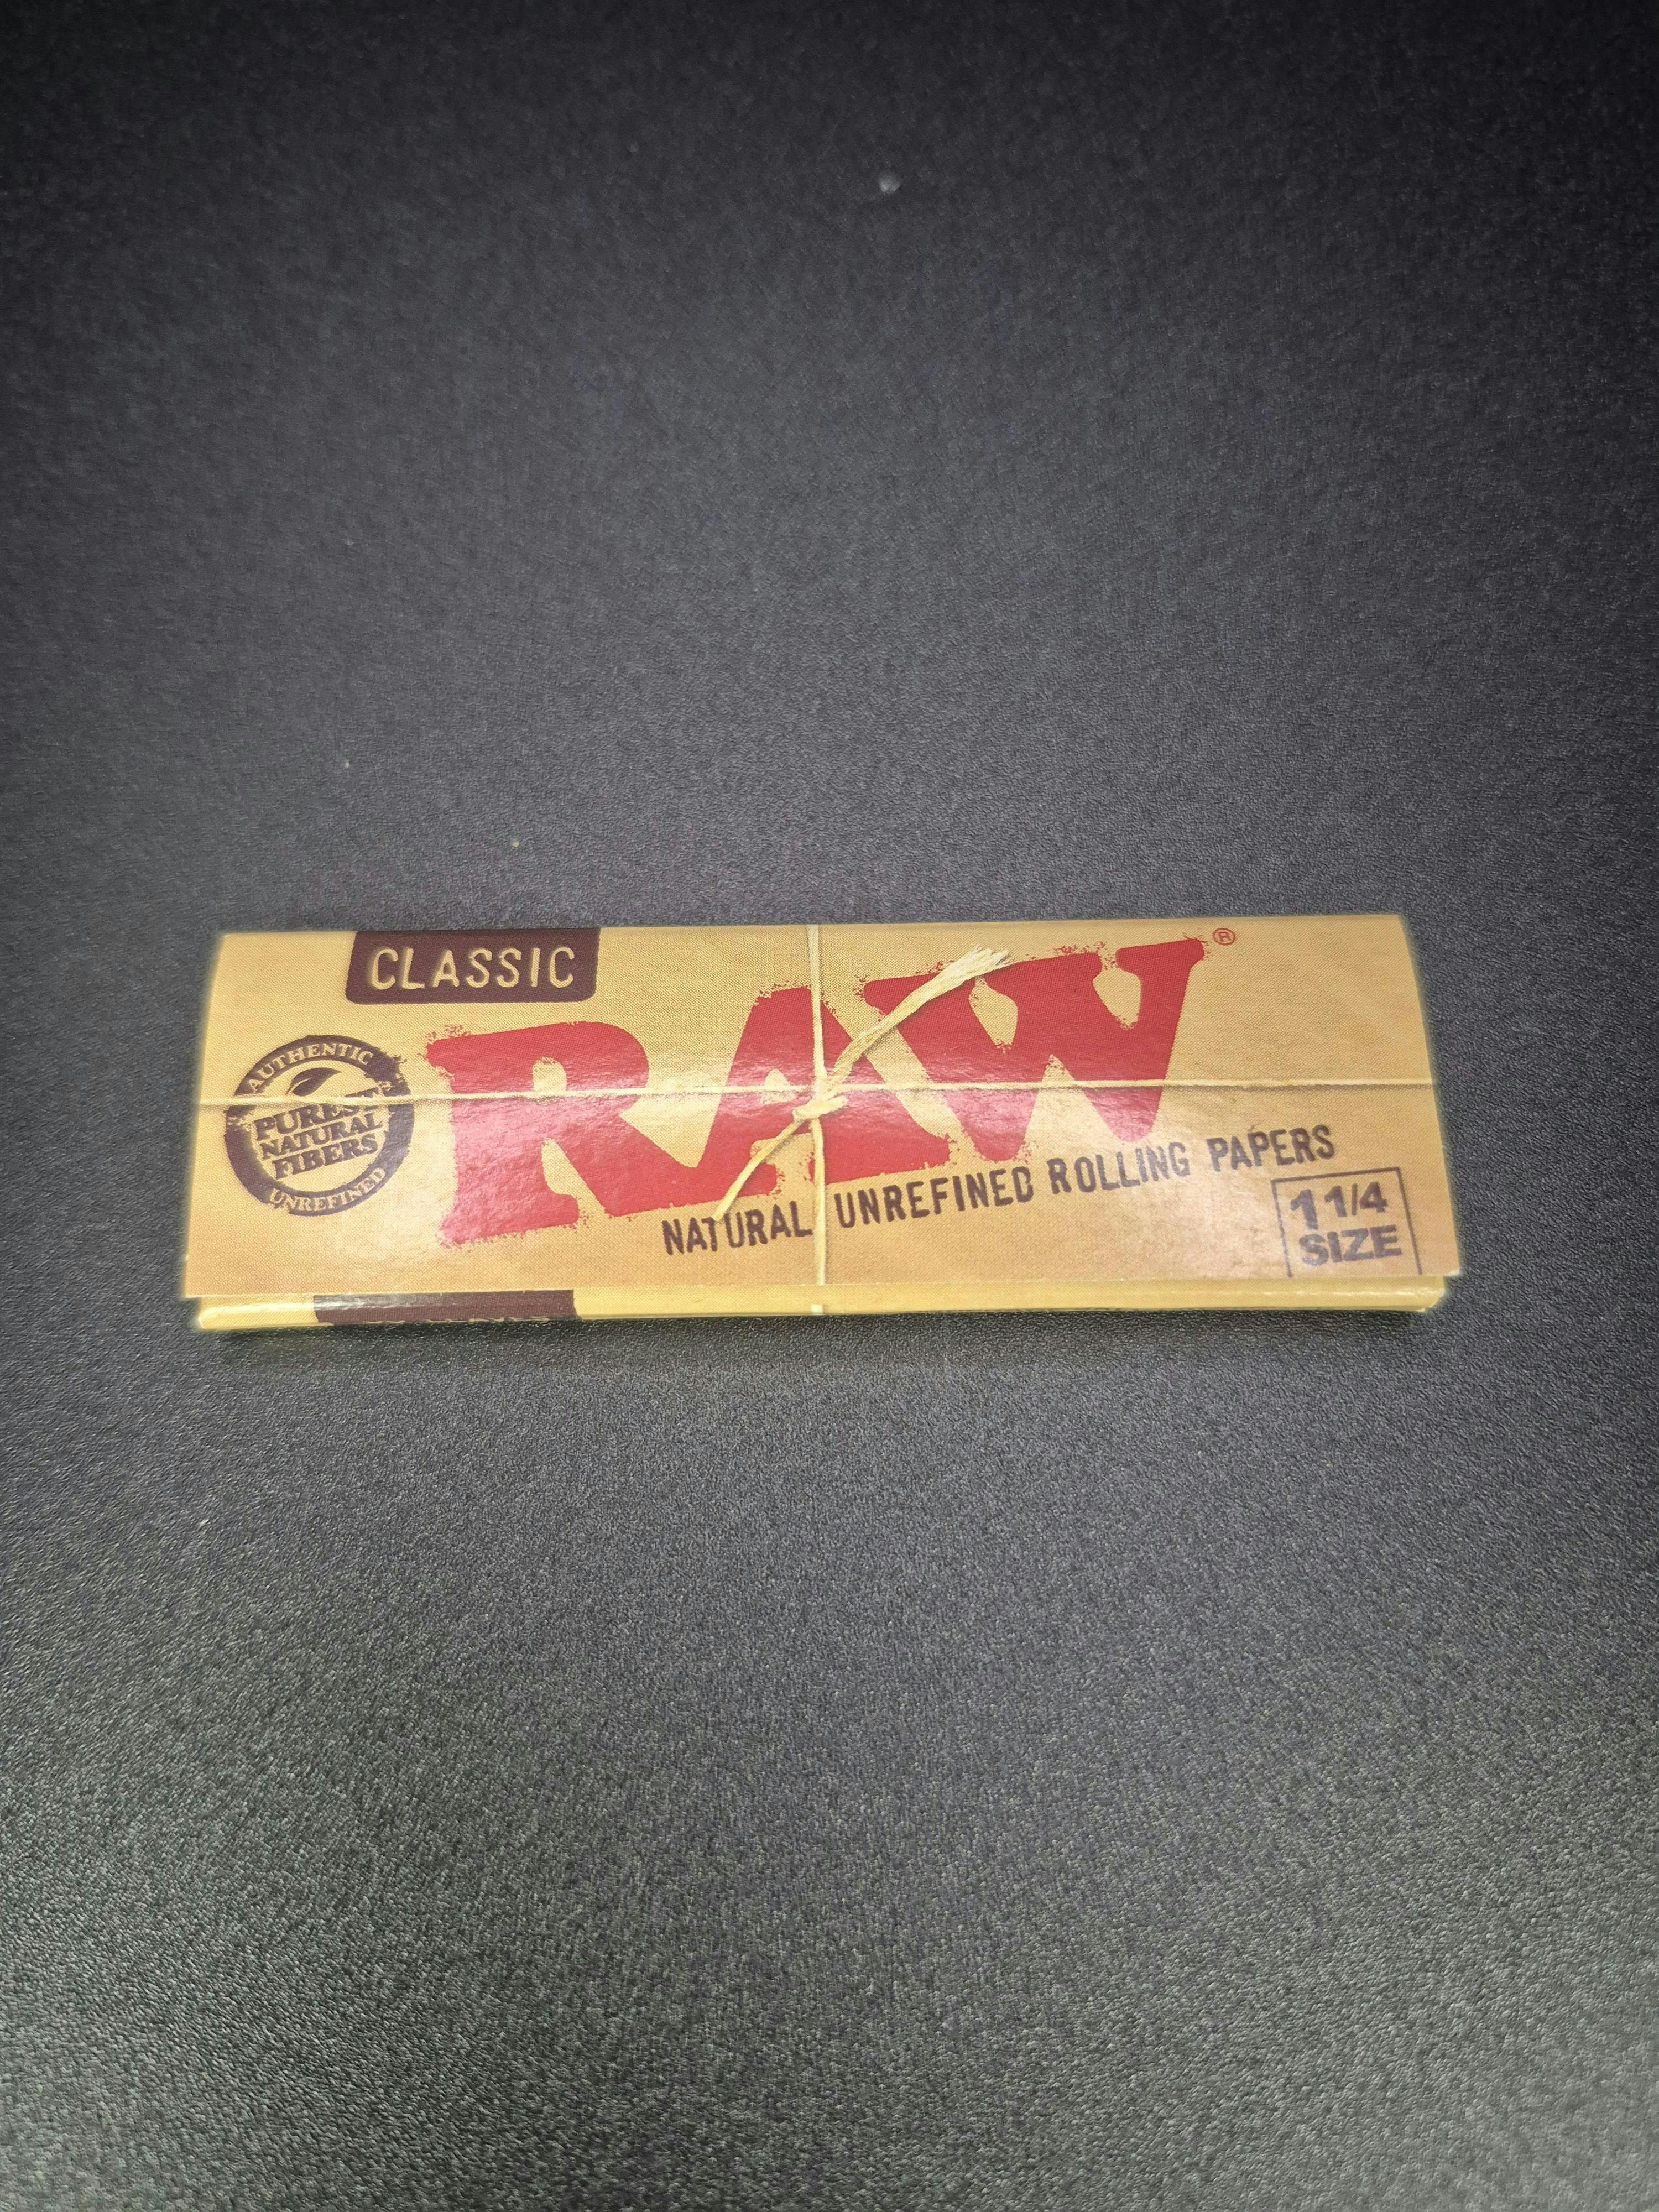 CLASSIC
RAW®
AUTHENTIC
PUREST
NATURAL
FIBERS
UNREFINED
NATURAL UNREFINED ROLLING PAPERS
1 1/4
SIZE